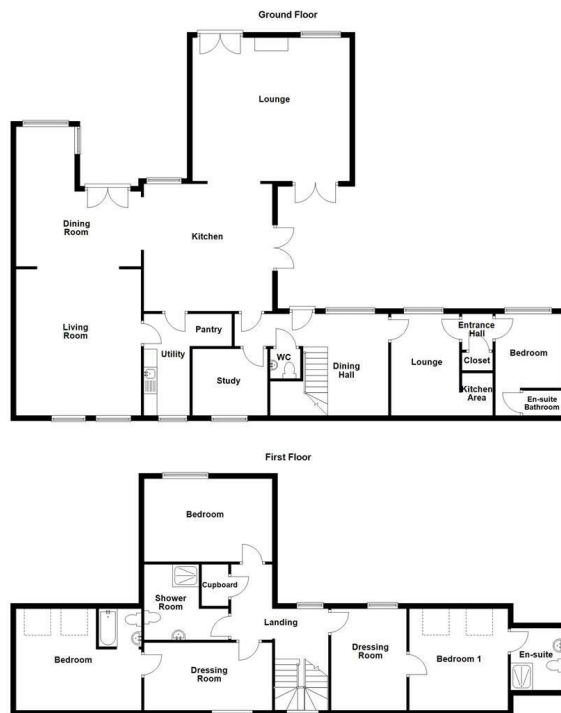 Ground Floor
Lounge
Dining
Room
Kitchen
Living
Room
Pantry
Utility
Study
WC
Dining
Hall
Lounge
Entrance
Hall
Closet
Kitchen
Area
Bedroom
En-suite
Bathroom
First Floor
Bedroom
Shower
Room
Cupboard
Landing
Bedroom
Dressing
Room
Dressing
Room
Bedroom 1
En-suite